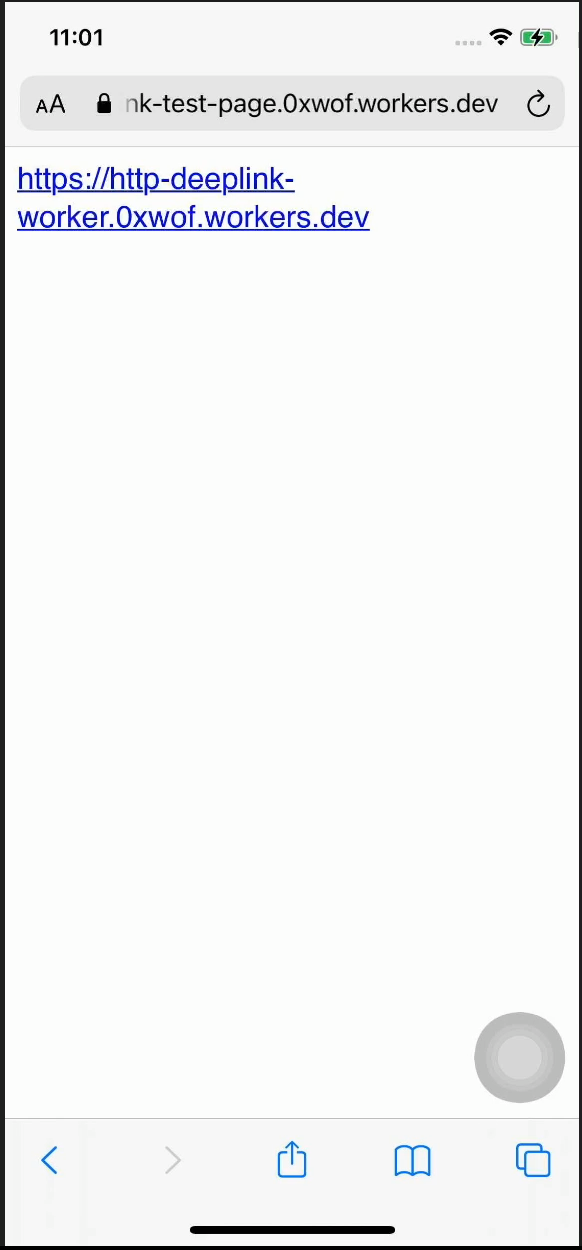 11:01
AA nk-test-page.0xwof.workers.dev
https://http-deeplink-
worker.0xwof.workers.dev